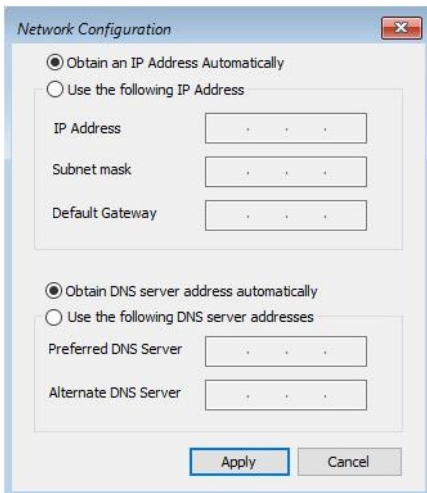 Network Configuration
Obtain an IP Address Automatically
Use the following IP Address
IP Address . . .
Subnet mask . . .
Default Gateway . . .
Obtain DNS server address automatically
Use the following DNS server addresses
Preferred DNS Server . . .
Alternate DNS Server . . .
Apply Cancel